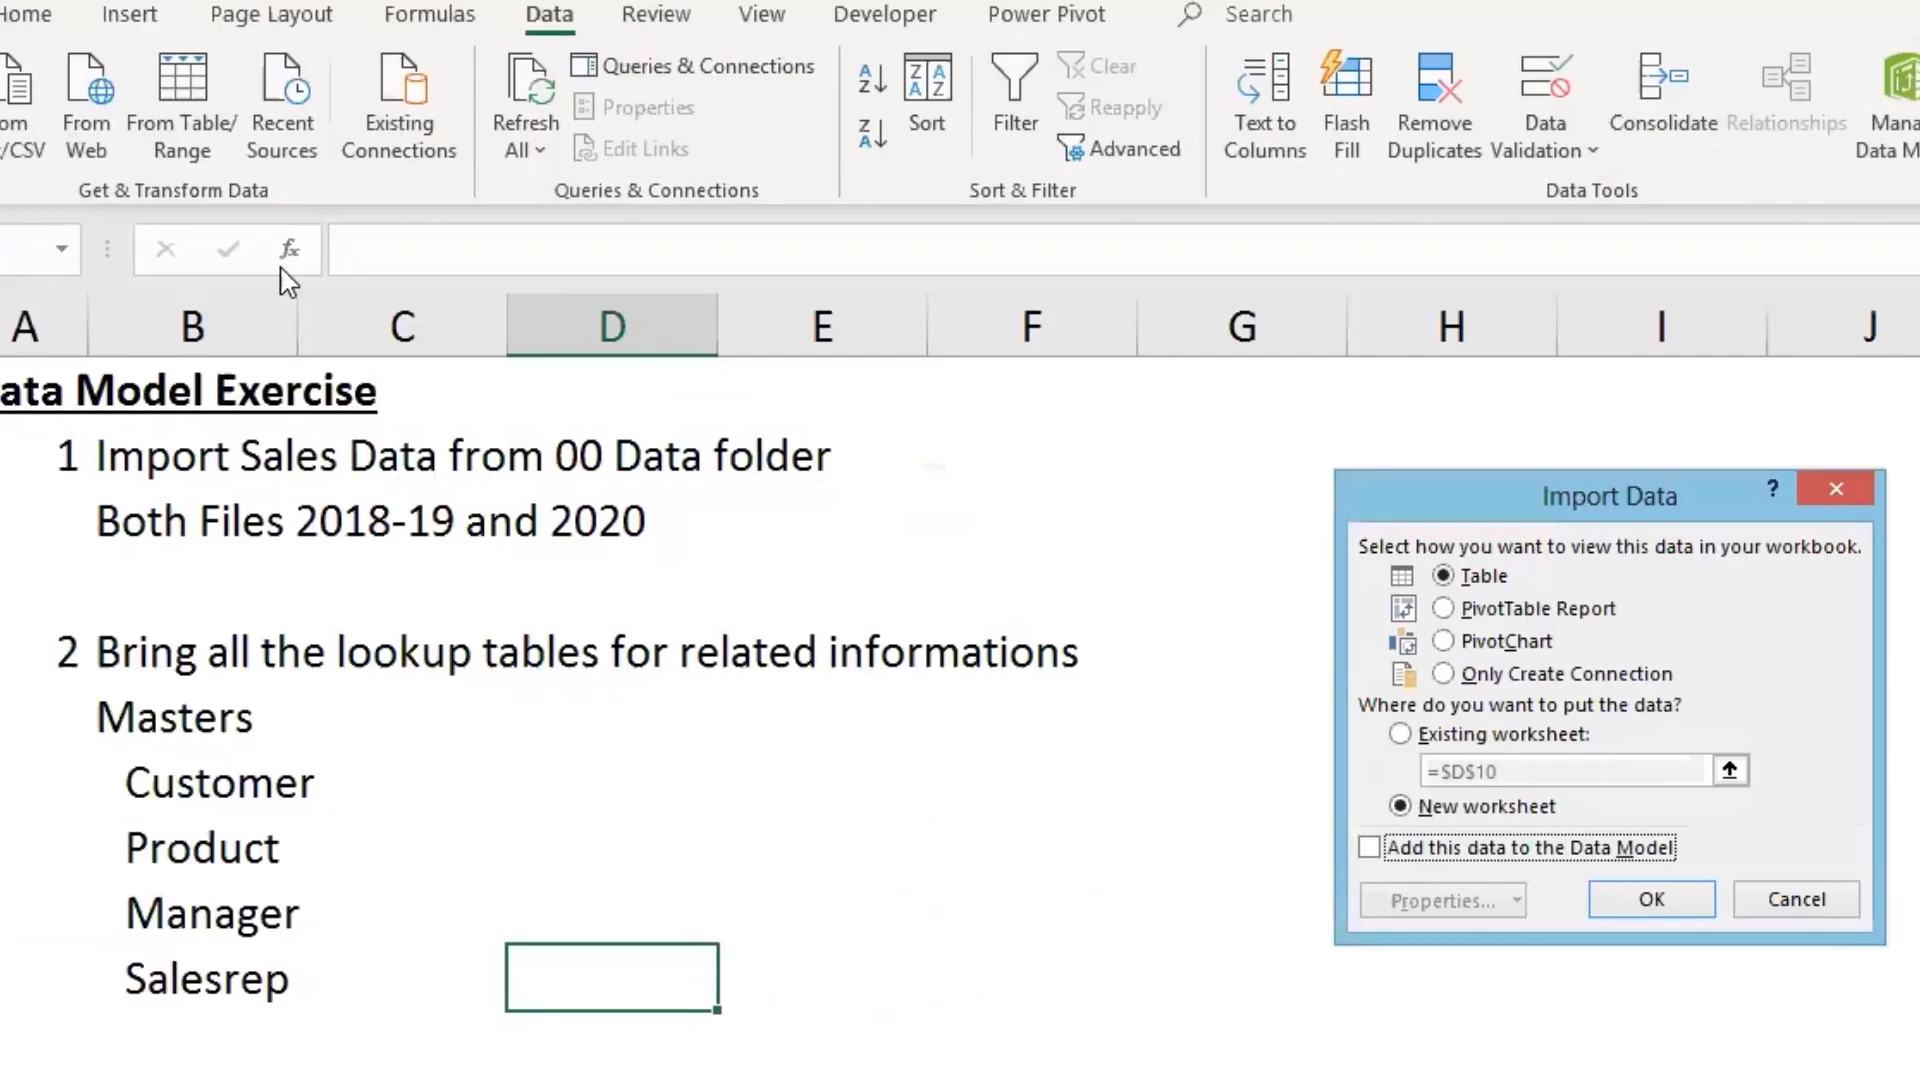 Home Insert Page Layout Formulas Data Review View Developer Power Pivot Search
From Web
From Table/ Range
Recent Sources
Existing Connections
Refresh All
Queries & Connections
Properties
Edit Links
Sort
Filter
Clear
Reapply
Advanced
Text to Columns
Flash Fill
Remove Duplicates
Data Validation
Consolidate
Relationships
Mana
Data M
Get & Transform Data
Queries & Connections
Sort & Filter
Data Tools
fx
A B C D E F G H I J
ata Model Exercise
1 Import Sales Data from 00 Data folder
Both Files 2018-19 and 2020
2 Bring all the lookup tables for related informations
Masters
Customer
Product
Manager
Salesrep
Import Data
?
Select how you want to view this data in your workbook.
Table
PivotTable Report
PivotChart
Only Create Connection
Where do you want to put the data?
Existing worksheet:
=$D$10
New worksheet
Add this data to the Data Model
Properties...
OK
Cancel